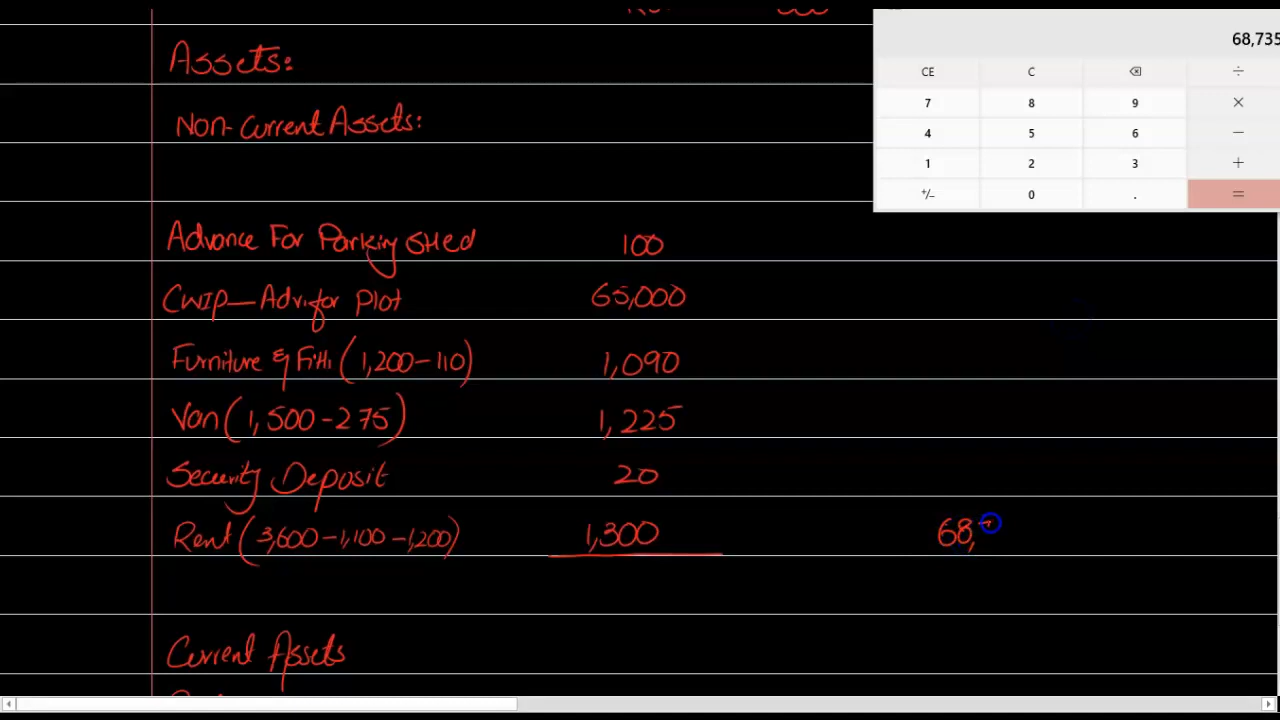 Assets:
Non-Current Assets:
Advance For Parking SHed 100
CWIP—Adv.for Plot 65,000
Furniture & Fitti (1,200-110) 1,090
Van (1,500-275) 1,225
Security Deposit 20
Rent (3,600-1,100-1,200) 1,300 68,
Current Assets
68,735
CE C ⌫ ÷
7 8 9 ×
4 5 6 −
1 2 3 +
+/− 0 . =